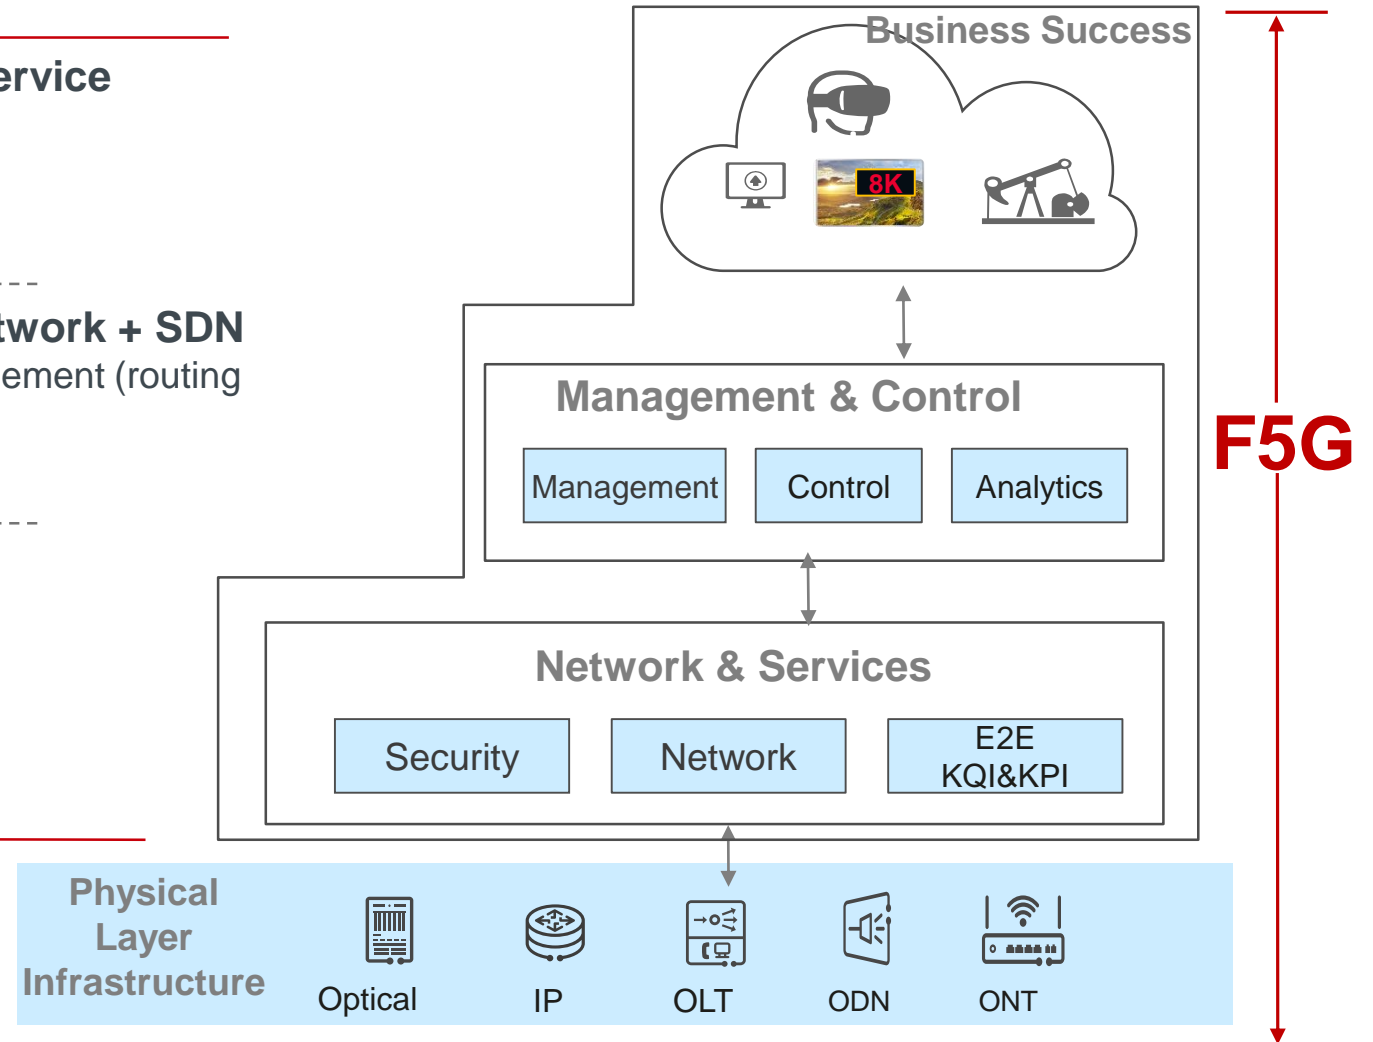 Business Success
ervice
8K
twork + SDN
ement (routing
Management & Control
F5G
Management
Control
Analytics
Network & Services
Security
Network
E2E
KQI&KPI
Physical
Layer
Infrastructure
Optical
IP
OLT
ODN
ONT